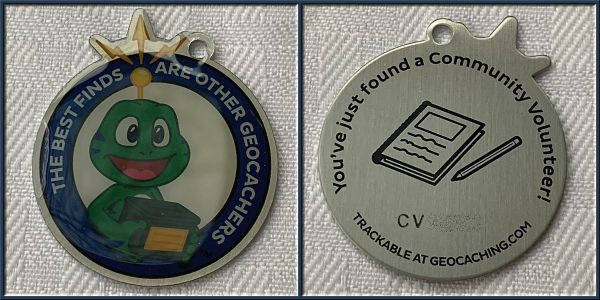 THE BEST FINDS ARE OTHER GEOCACHERS
You've just found a Community Volunteer!
CV
TRACKABLE AT GEOCACHING.COM